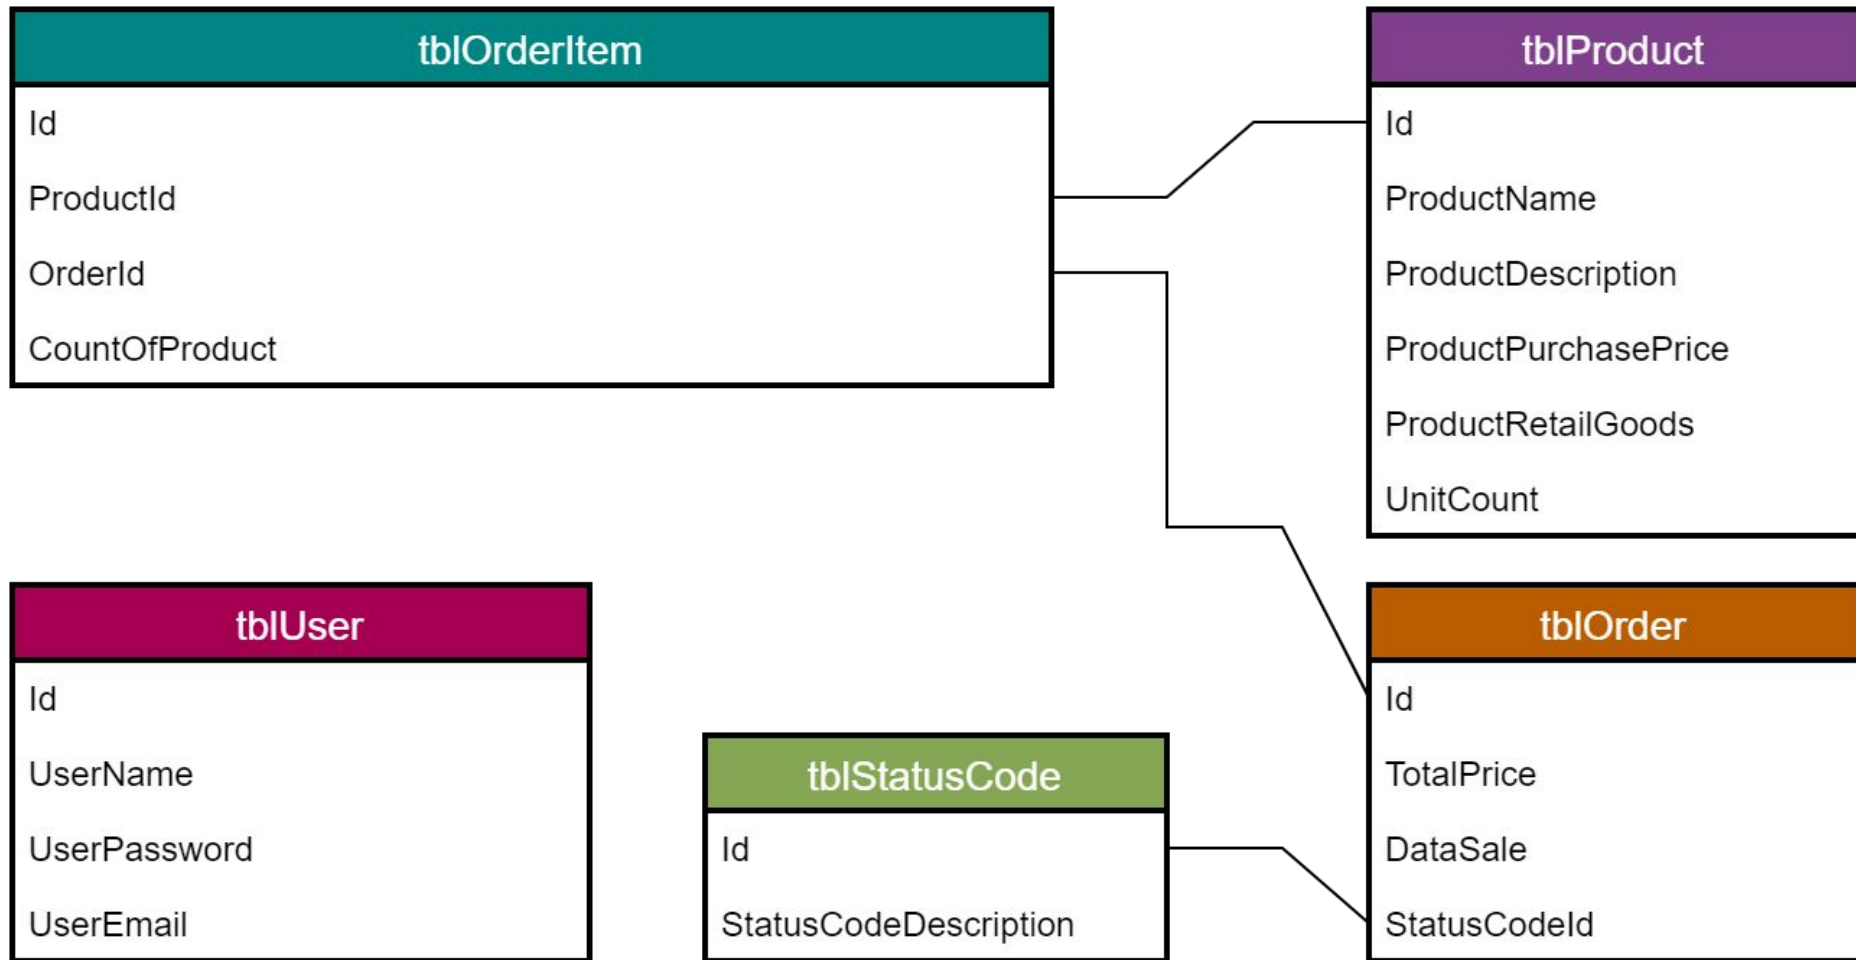 tblOrderItem
Id
ProductId
OrderId
CountOfProduct
tblProduct
Id
ProductName
ProductDescription
ProductPurchasePrice
ProductRetailGoods
UnitCount
tblUser
Id
UserName
UserPassword
UserEmail
tblStatusCode
Id
StatusCodeDescription
tblOrder
Id
TotalPrice
DataSale
StatusCodeId